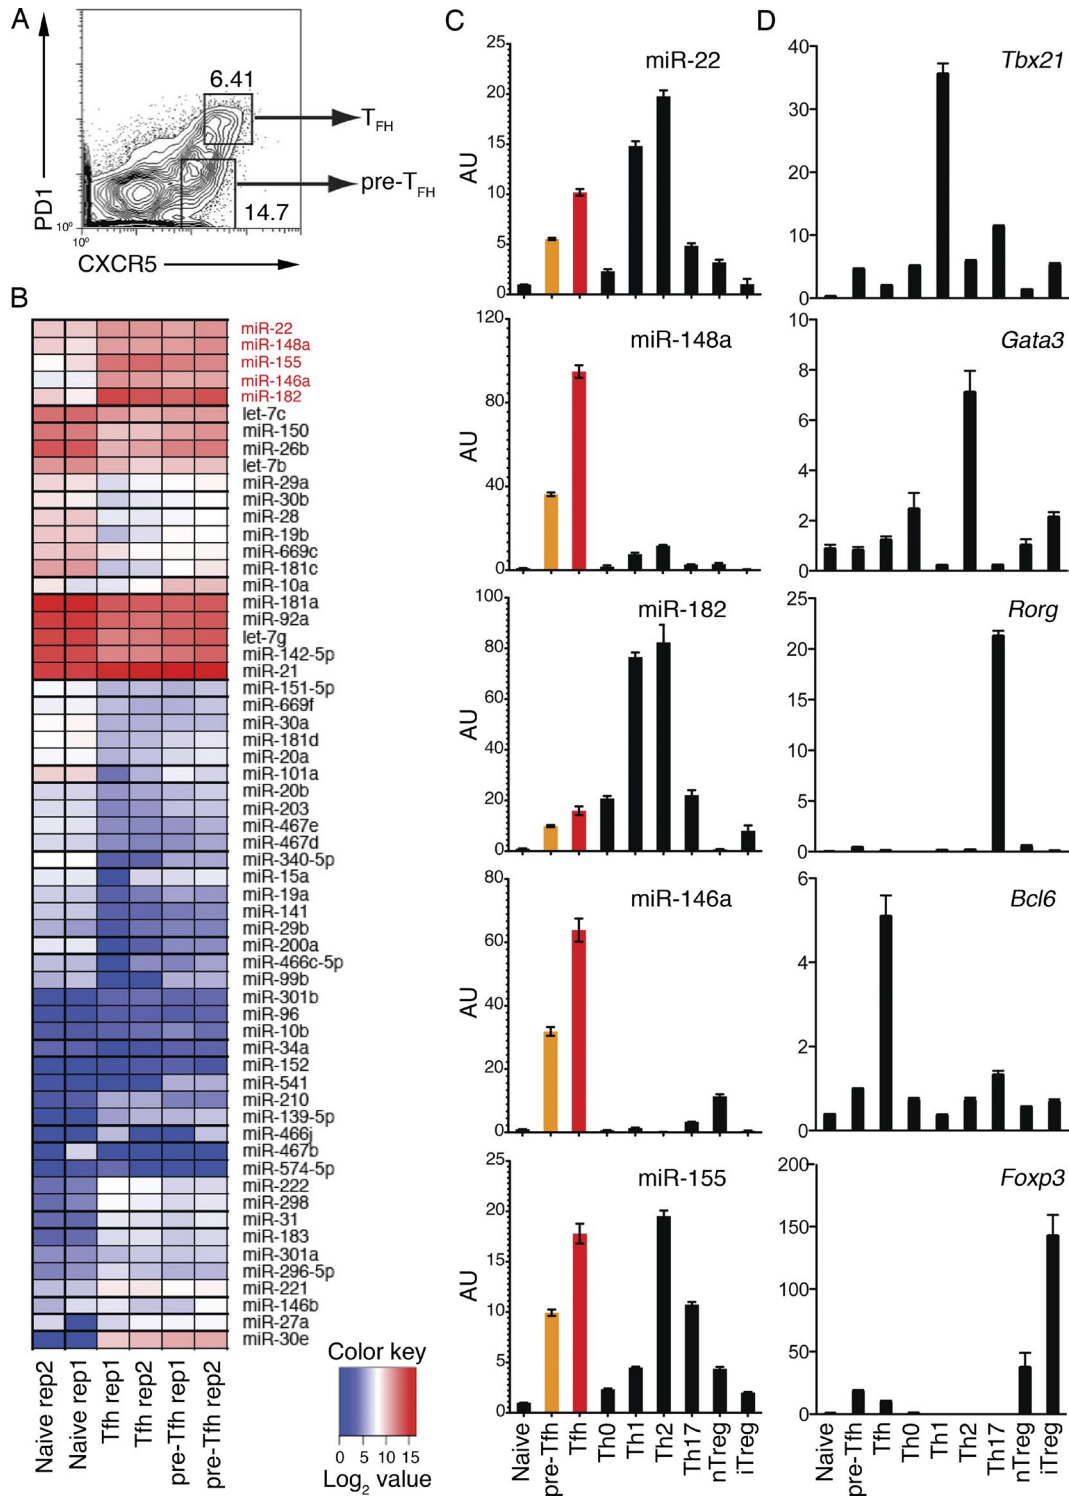 A
PD1
10⁰
10⁰
CXCR5
6.41
14.7
T_FH
pre-T_FH
B
miR-22
miR-148a
miR-155
miR-146a
miR-182
let-7c
miR-150
miR-26b
let-7b
miR-29a
miR-30b
miR-28
miR-19b
miR-669c
miR-181c
miR-10a
miR-181a
miR-92a
let-7g
miR-142-5p
miR-21
miR-151-5p
miR-669f
miR-30a
miR-181d
miR-20a
miR-101a
miR-20b
miR-203
miR-467e
miR-467d
miR-340-5p
miR-15a
miR-19a
miR-141
miR-29b
miR-200a
miR-466c-5p
miR-99b
miR-301b
miR-96
miR-10b
miR-34a
miR-152
miR-541
miR-210
miR-139-5p
miR-466j
miR-467b
miR-574-5p
miR-222
miR-298
miR-31
miR-183
miR-301a
miR-296-5p
miR-221
miR-146b
miR-27a
miR-30e
Naive rep2
Naive rep1
Tfh rep1
Tfh rep2
pre-Tfh rep1
pre-Tfh rep2
Color key
0 5 10 15
Log₂ value
C
miR-22
AU
25
20
15
10
5
0
miR-148a
AU
120
80
40
0
miR-182
AU
100
80
60
40
20
0
miR-146a
AU
80
60
40
20
0
miR-155
AU
25
20
15
10
5
0
Naive
pre-Tfh
Tfh
Th0
Th1
Th2
Th17
nTreg
iTreg
D
Tbx21
40
30
20
10
0
Gata3
10
8
6
4
2
0
Rorg
25
20
15
10
5
0
Bcl6
6
4
2
0
Foxp3
200
150
100
50
0
Naive
pre-Tfh
Tfh
Th0
Th1
Th2
Th17
nTreg
iTreg